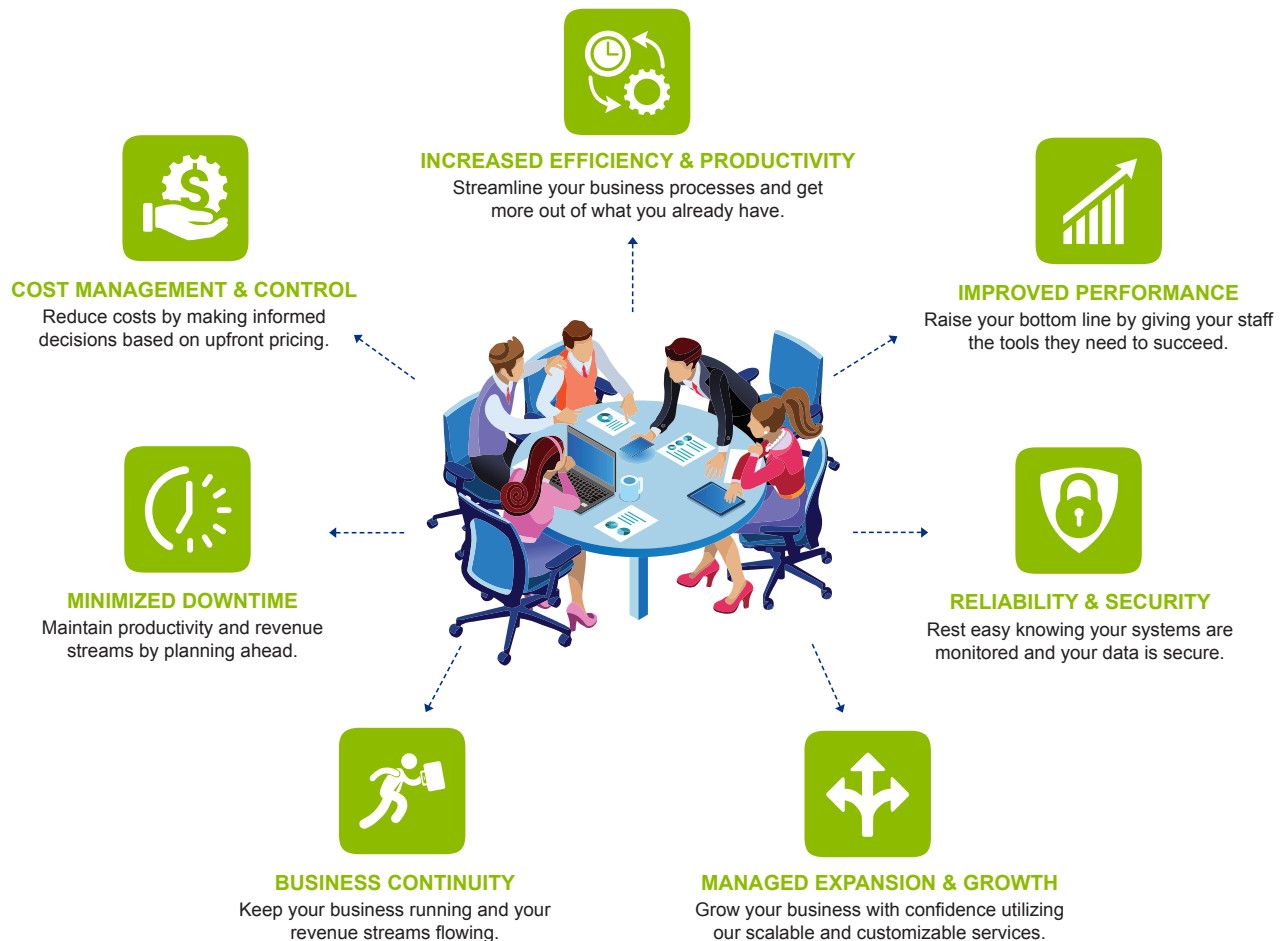 INCREASED EFFICIENCY & PRODUCTIVITY
Streamline your business processes and get
more out of what you already have.
COST MANAGEMENT & CONTROL
Reduce costs by making informed
decisions based on upfront pricing.
IMPROVED PERFORMANCE
Raise your bottom line by giving your staff
the tools they need to succeed.
MINIMIZED DOWNTIME
Maintain productivity and revenue
streams by planning ahead.
RELIABILITY & SECURITY
Rest easy knowing your systems are
monitored and your data is secure.
BUSINESS CONTINUITY
Keep your business running and your
revenue streams flowing.
MANAGED EXPANSION & GROWTH
Grow your business with confidence utilizing
our scalable and customizable services.